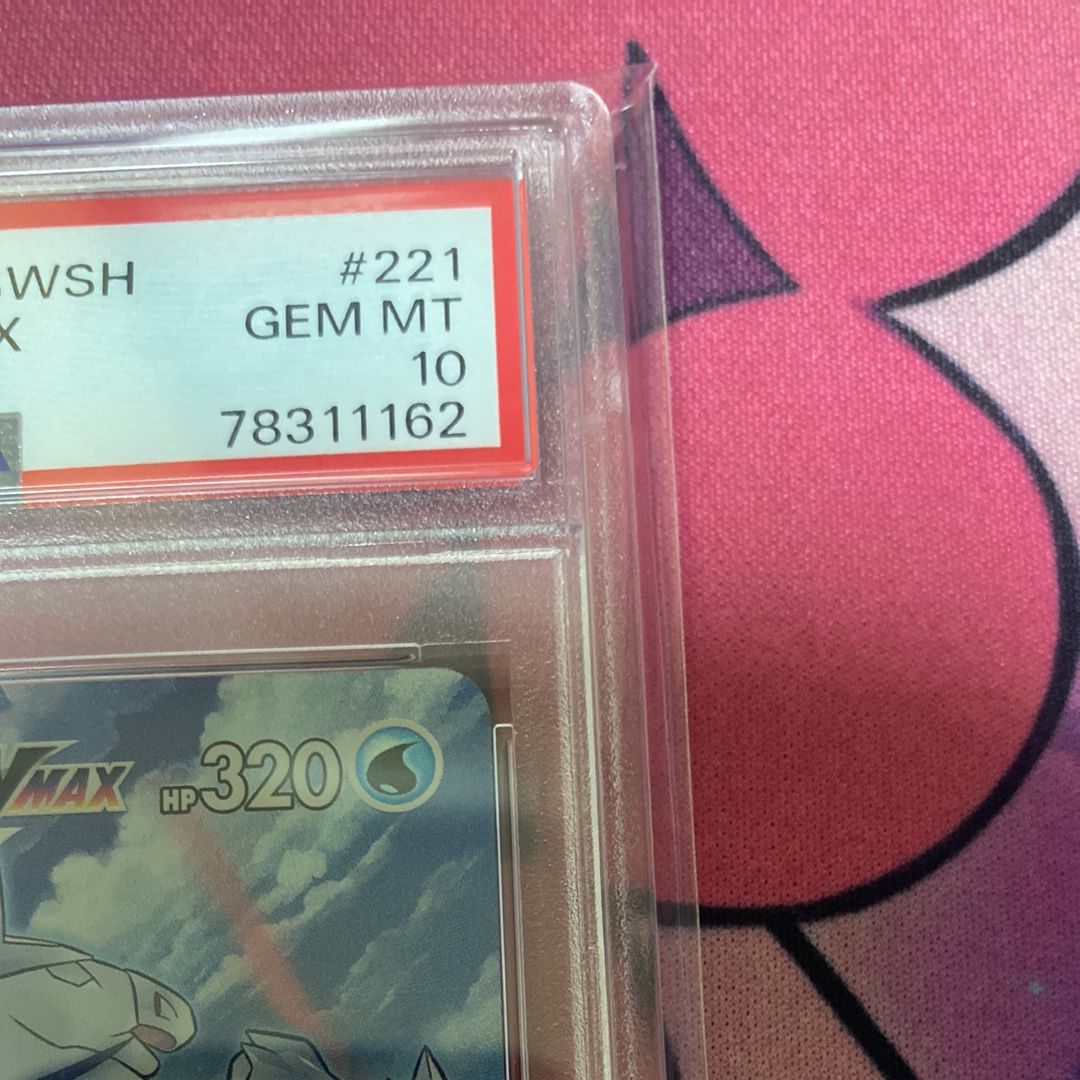 SWSH #221
X GEM MT
10
78311162
VMAX HP320